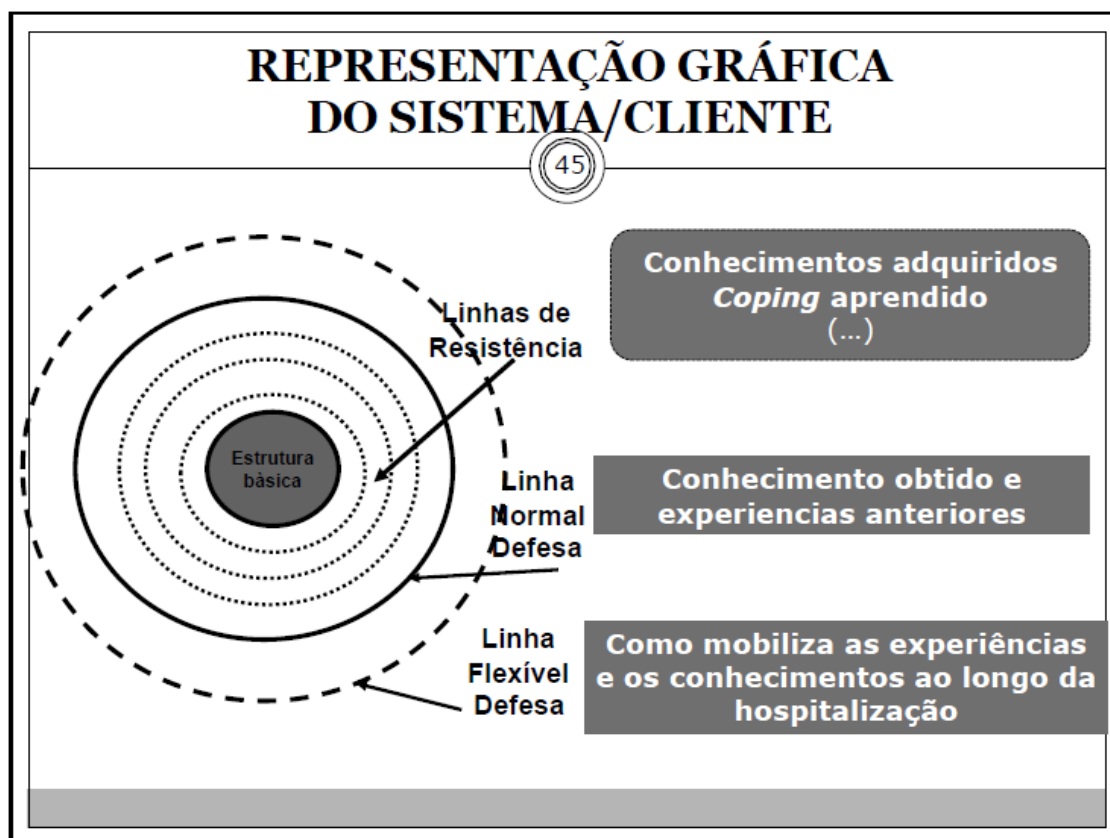 REPRESENTAÇÃO GRÁFICA
DO SISTEMA/CLIENTE
45
Linhas de
Resistência
Conhecimentos adquiridos
Coping aprendido
(...)
Estrutura
bàsica
Linha
Normal
Defesa
Conhecimento obtido e
experiencias anteriores
Linha
Flexível
Defesa
Como mobiliza as experiências
e os conhecimentos ao longo da
hospitalização